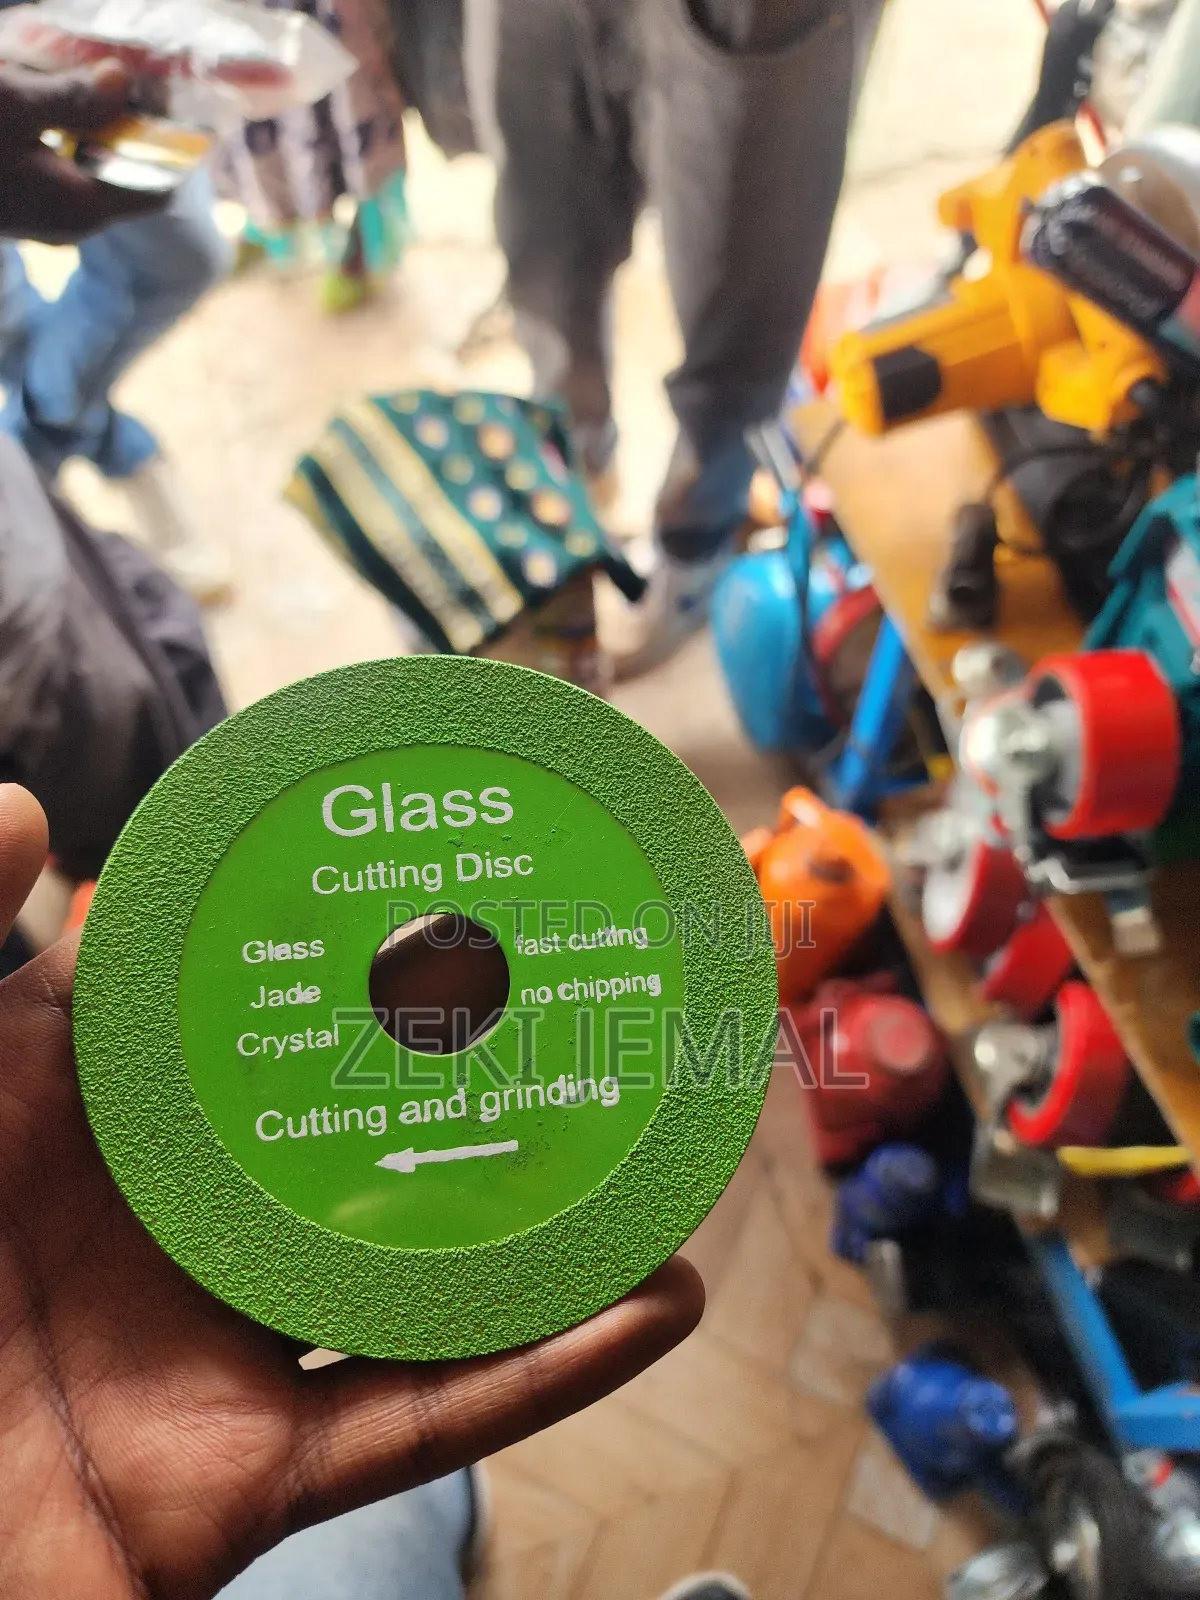 Glass
Cutting Disc
Glass
Jade
Crystal
fast cutting
no chipping
Cutting and grinding
POSTED ON JIJI
ZEKI JEMAL